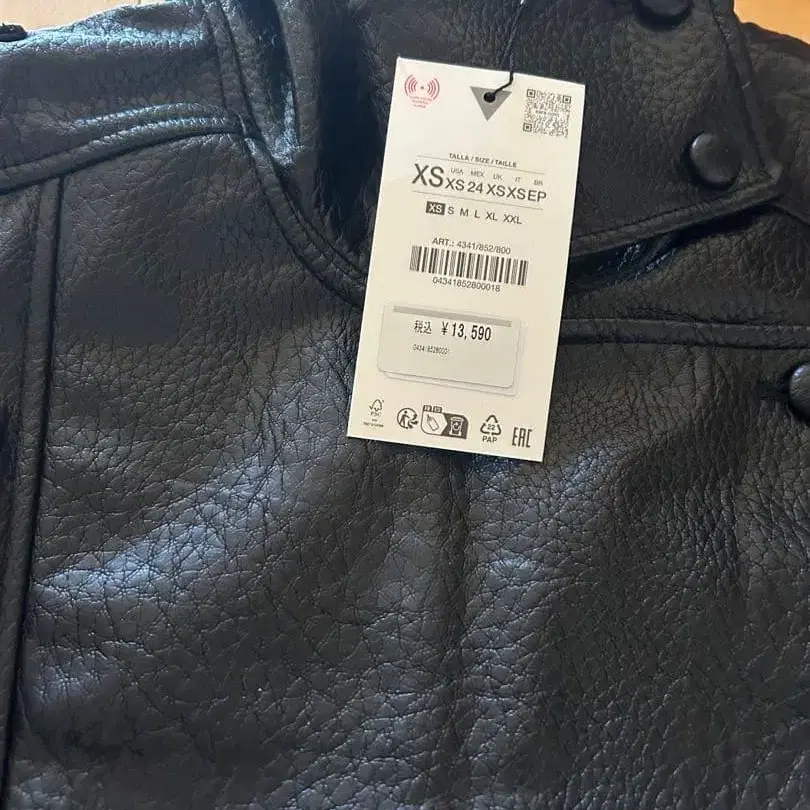 TALLA / SIZE / TAILLE
USA MEX UK IT BR
XS XS 24 XS XS EP
XS S M L XL XXL
ART.: 4341/852/800
04341852800018
税込 ¥13,590
FSC
22
PAP
EAC